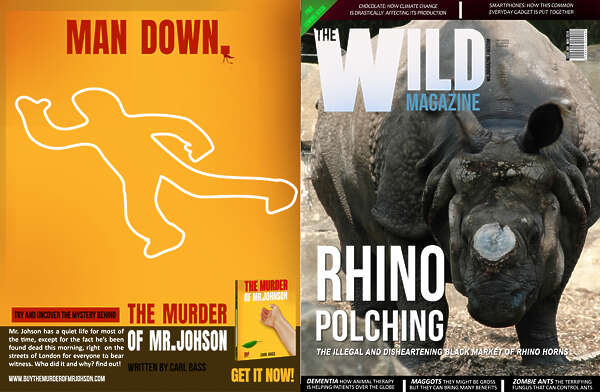 MAN DOWN.
TRY AND UNCOVER THE MYSTERY BEHIND
Mr. Johson has a quiet life for most of
the time, except for the fact he's been
found dead this morning, right on the
streets of London for everyone to bear
witness. Who did it and why? find out!
WWW.BUYTHEMURDEROFMRJOHSON.COM
THE MURDER
OF MR.JOHSON
WRITTEN BY CARL BASS
THE MURDER
OF MR.JOHNSON
CARL BASS
GET IT NOW!
CHOCOLATE: HOW CLIMATE CHANGE
IS DRASTICALLY AFFECTING ITS PRODUCTION
SMARTPHONES: HOW THIS COMMON
EVERYDAY GADGET IS PUT TOGETHER
THE
WILD
MAGAZINE
RHINO
POLCHING
THE ILLEGAL AND DISHEARTENING BLACK MARKET OF RHINO HORNS
DEMENTIA HOW ANIMAL THERAPY
IS HELPING PATIENTS OVER THE GLOBE
MAGGOTS THEY MIGHT BE GROSS
BUT THEY CAN BRING MANY BENEFITS
ZOMBIE ANTS THE TERRIFYING
FUNGUS THAT CAN CONTROL ANTS